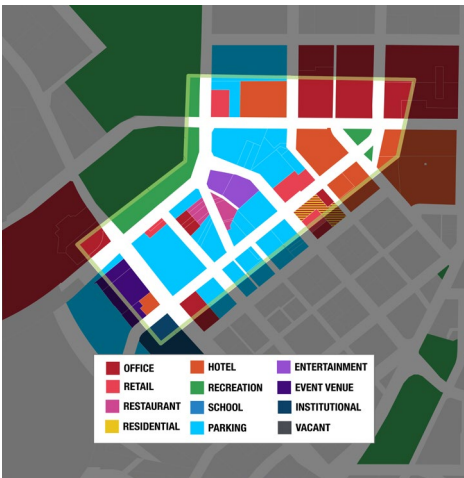 OFFICE
RETAIL
RESTAURANT
RESIDENTIAL
HOTEL
RECREATION
SCHOOL
PARKING
ENTERTAINMENT
EVENT VENUE
INSTITUTIONAL
VACANT